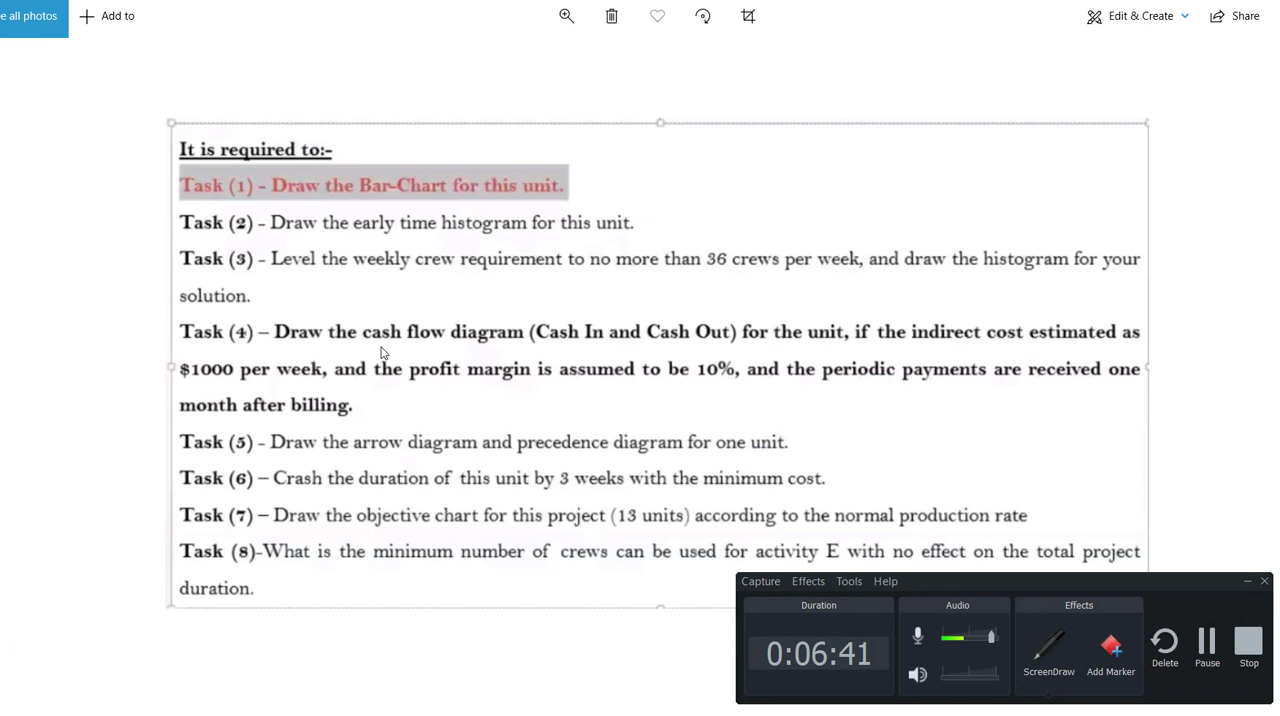 e all photos
Add to
Edit & Create
Share
It is required to:-
Task (1) - Draw the Bar-Chart for this unit.
Task (2) - Draw the early time histogram for this unit.
Task (3) - Level the weekly crew requirement to no more than 36 crews per week, and draw the histogram for your
solution.
Task (4) – Draw the cash flow diagram (Cash In and Cash Out) for the unit, if the indirect cost estimated as
$1000 per week, and the profit margin is assumed to be 10%, and the periodic payments are received one
month after billing.
Task (5) - Draw the arrow diagram and precedence diagram for one unit.
Task (6) – Crash the duration of this unit by 3 weeks with the minimum cost.
Task (7) – Draw the objective chart for this project (13 units) according to the normal production rate
Task (8)-What is the minimum number of crews can be used for activity E with no effect on the total project
duration.
Capture Effects Tools Help
Duration
Audio
Effects
0:06:41
ScreenDraw
Add Marker
Delete
Pause
Stop